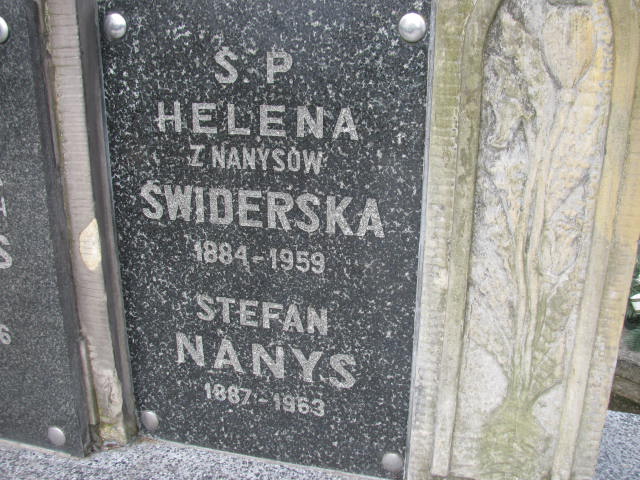 Ś P
HELENA
Z NANYSÓW
ŚWIDERSKA
1884-1959
STEFAN
NANYS
1887-1963